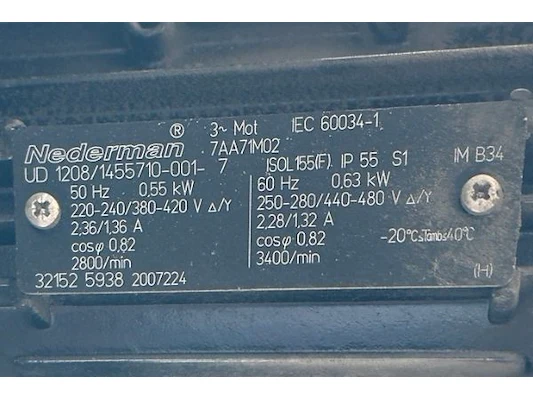 Nederman ® 3~ Mot IEC 60034-1
7AA71M02
UD 1208/1455710-001-7 ISOL155(F) IP 55 S1 IM B34
50 Hz 0,55 kW 60 Hz 0,63 kW
220-240/380-420 V △/Y 250-280/440-480 V △/Y
2,36/1,36 A 2,28/1,32 A
cosφ 0,82 cosφ 0,82 -20°C≤Tamb≤40°C
2800/min 3400/min
32152 5938 2007224 (H)